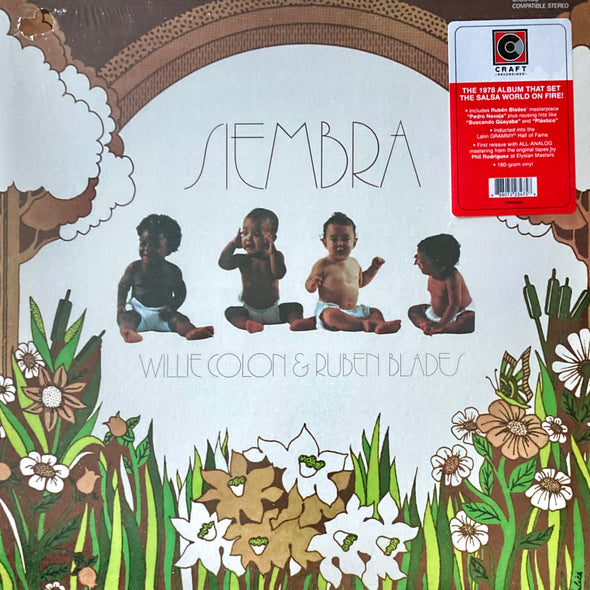 COMPATIBLE STEREO
CRAFT
RECORDINGS
THE 1978 ALBUM THAT SET
THE SALSA WORLD ON FIRE!
• Includes Rubén Blades' masterpiece
"Pedro Navaja" plus rousing hits like
"Buscando Guayaba" and "Plástico"
• Inducted into the
Latin GRAMMY® Hall of Fame
• First reissue with ALL-ANALOG
mastering from the original tapes by
Phil Rodriguez at Elysian Masters
• 180-gram vinyl
SIEMBRA
WILLIE COLON & RUBEN BLADES